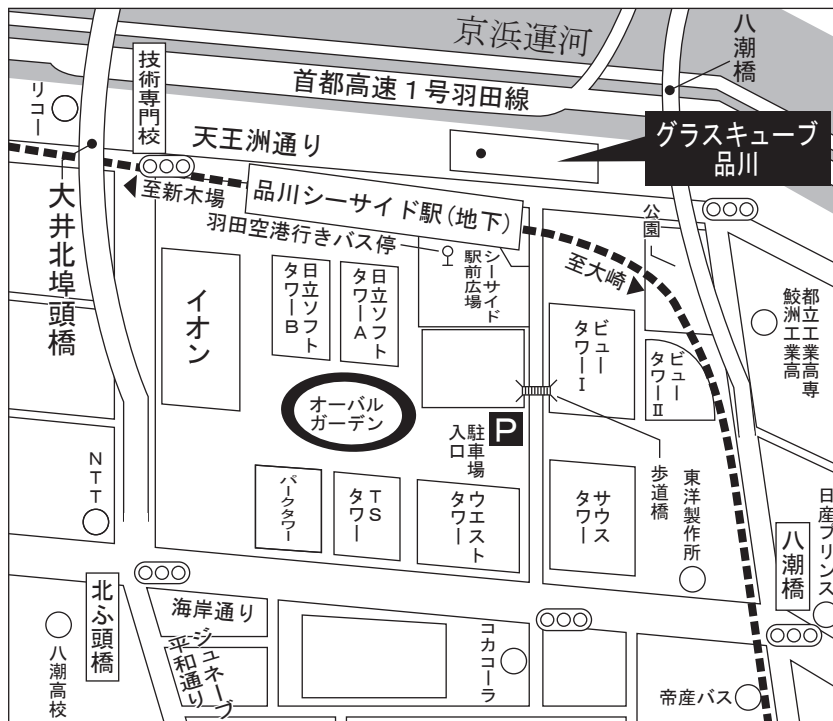 京浜運河
八潮橋
首都高速1号羽田線
技術専門校
リコー
天王洲通り
グラスキューブ
品川
至新木場
品川シーサイド駅(地下)
大井北埠頭橋
羽田空港行きバス停
シーサイド
駅前広場
公園
至大崎
イオン
日立ソフト
タワーB
日立ソフト
タワーA
ビュー
タワーⅠ
ビュー
タワーⅡ
都立工業高専
鮫洲工業高
オーバル
ガーデン
P
駐車場
入口
歩道橋
NTT
パークタワー
TS
タワー
ウエスト
タワー
サウス
タワー
東洋製作所
八潮橋
日産プリンス
北ふ頭橋
海岸通り
八潮高校
ジュネーブ
平和通り
コカコーラ
帝産バス